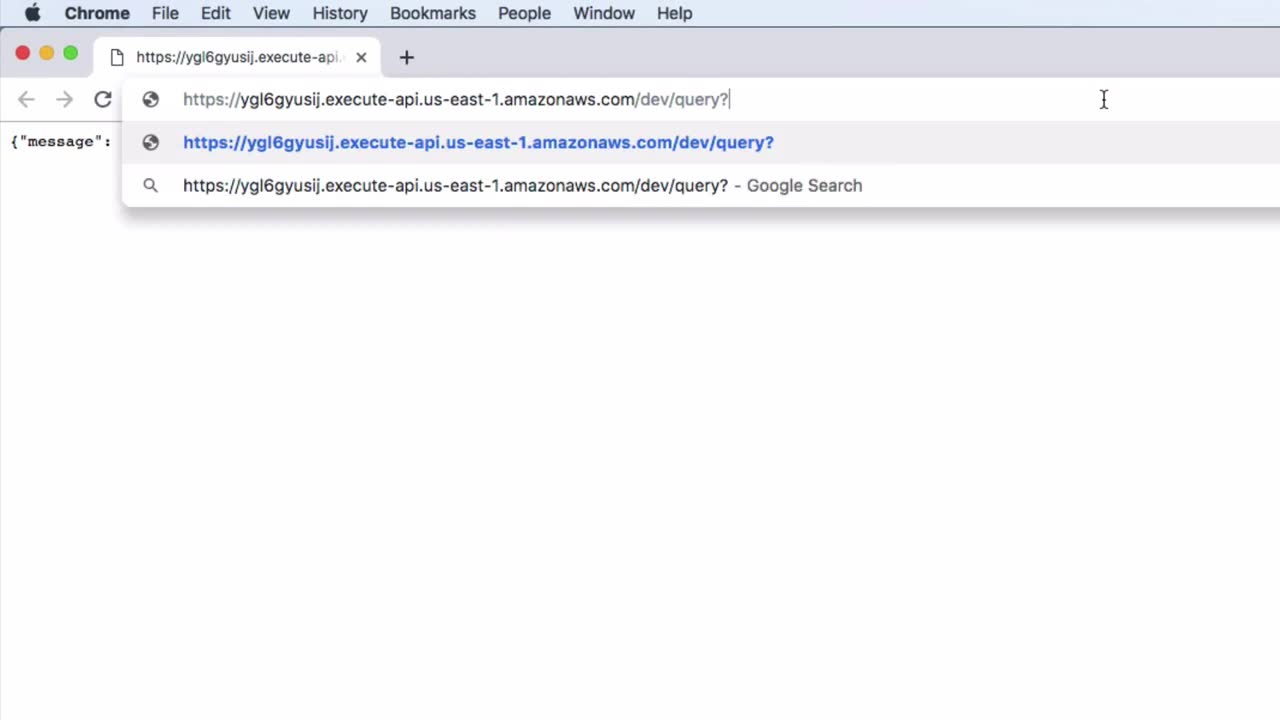 Chrome File Edit View History Bookmarks People Window Help
https://ygl6gyusij.execute-api.
https://ygl6gyusij.execute-api.us-east-1.amazonaws.com/dev/query?
{"message":
https://ygl6gyusij.execute-api.us-east-1.amazonaws.com/dev/query?
https://ygl6gyusij.execute-api.us-east-1.amazonaws.com/dev/query? - Google Search